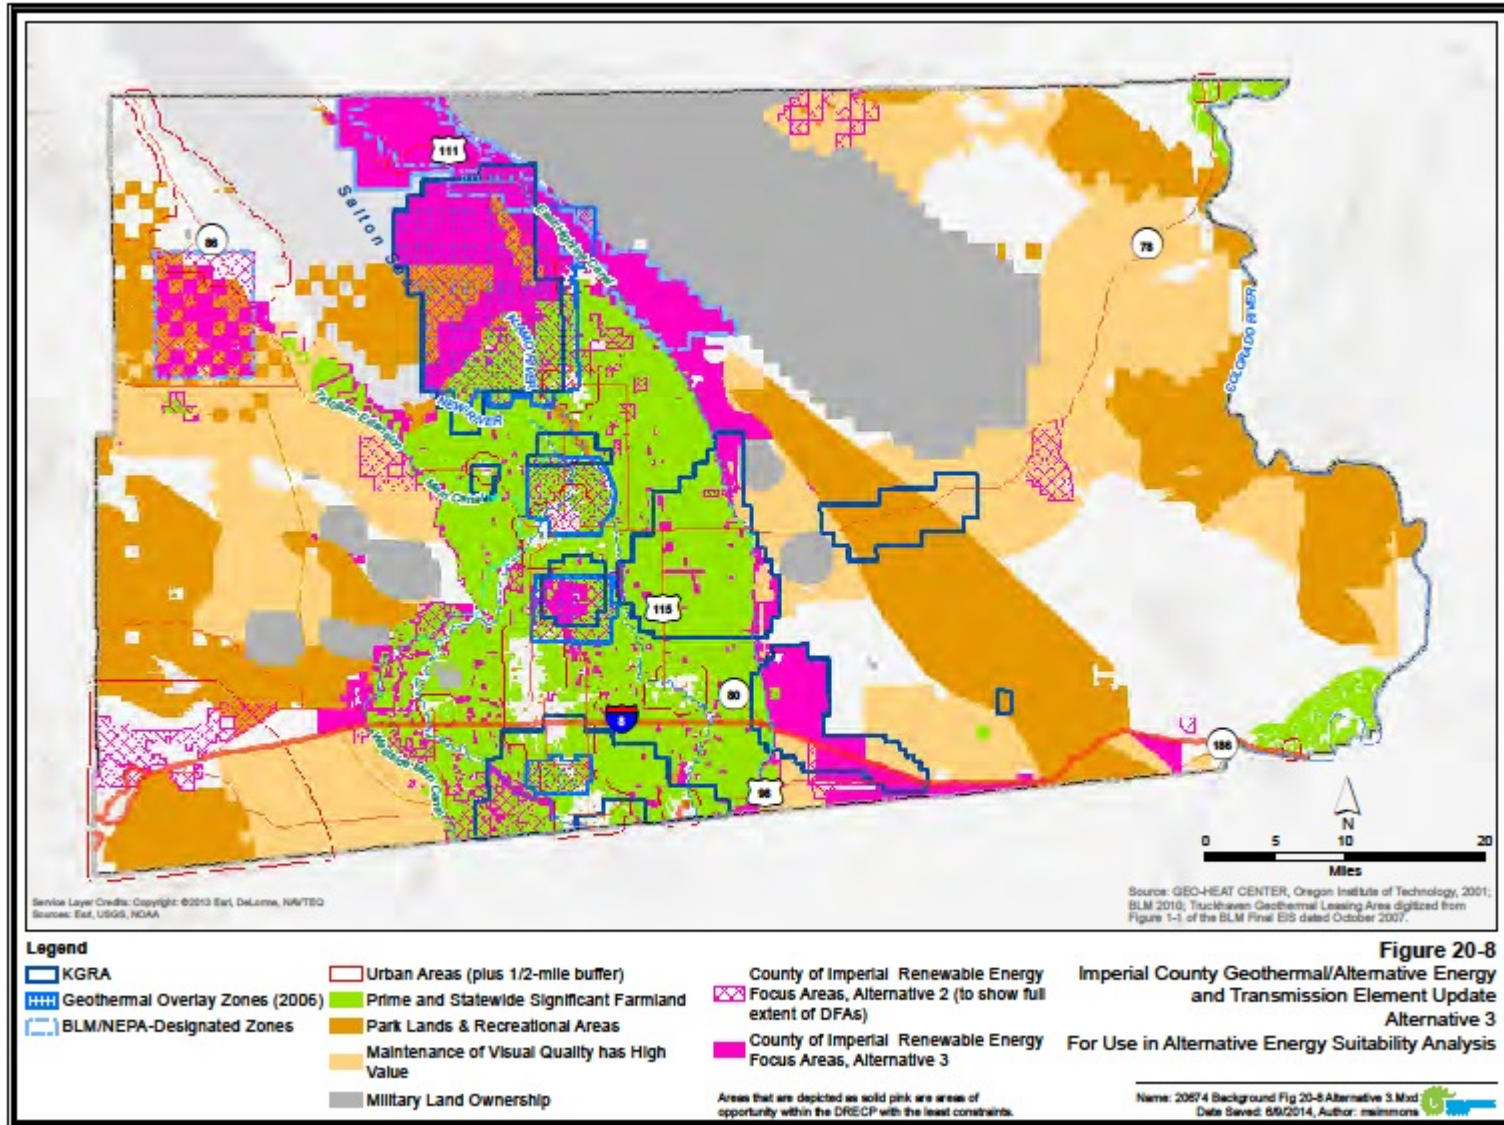 111
Salton Se
86
East Highline Canal
78
COLORADO RIVER
ALAMO RIVER
NEW RIVER
Main Canal
115
80
8
98
186
N
0 5 10 20
Miles
Service Layer Credits: Copyright: ©2013 Esri, DeLorme, NAVTEQ
Sources: Esri, USGS, NOAA
Source: GEO-HEAT CENTER, Oregon Institute of Technology, 2001;
BLM 2010; Truckhaven Geothermal Leasing Area digitized from
Figure 1-1 of the BLM Final EIS dated October 2007.
Legend
KGRA
Geothermal Overlay Zones (2006)
BLM/NEPA-Designated Zones
Urban Areas (plus 1/2-mile buffer)
Prime and Statewide Significant Farmland
Park Lands & Recreational Areas
Maintenance of Visual Quality has High
Value
Military Land Ownership
County of Imperial Renewable Energy
Focus Areas, Alternative 2 (to show full
extent of DFAs)
County of Imperial Renewable Energy
Focus Areas, Alternative 3
Areas that are depicted as solid pink are areas of
opportunity within the DRECP with the least constraints.
Figure 20-8
Imperial County Geothermal/Alternative Energy
and Transmission Element Update
Alternative 3
For Use in Alternative Energy Suitability Analysis
Name: 20674 Background Fig 20-8 Alternative 3.Mxd
Date Saved: 6/9/2014, Author: msimmons